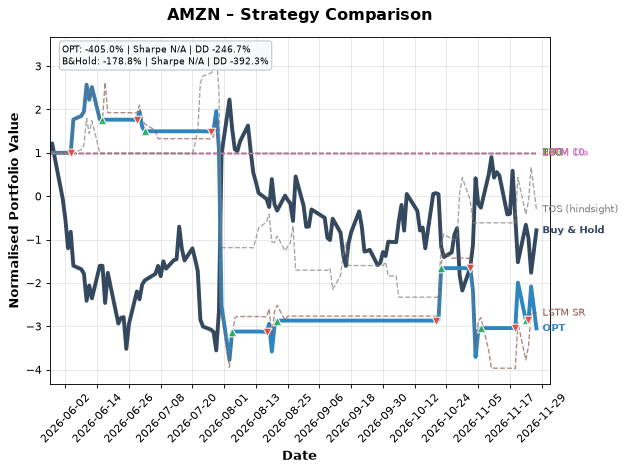 AMZN – Strategy Comparison
OPT: -405.0% | Sharpe N/A | DD -246.7%
B&Hold: -178.8% | Sharpe N/A | DD -392.3%
Normalised Portfolio Value
3
2
1
0
−1
−2
−3
−4
TOS (hindsight)
Buy & Hold
LSTM SR
OPT
2026-06-02
2026-06-14
2026-06-26
2026-07-08
2026-07-20
2026-08-01
2026-08-13
2026-08-25
2026-09-06
2026-09-18
2026-09-30
2026-10-12
2026-10-24
2026-11-05
2026-11-17
2026-11-29
Date